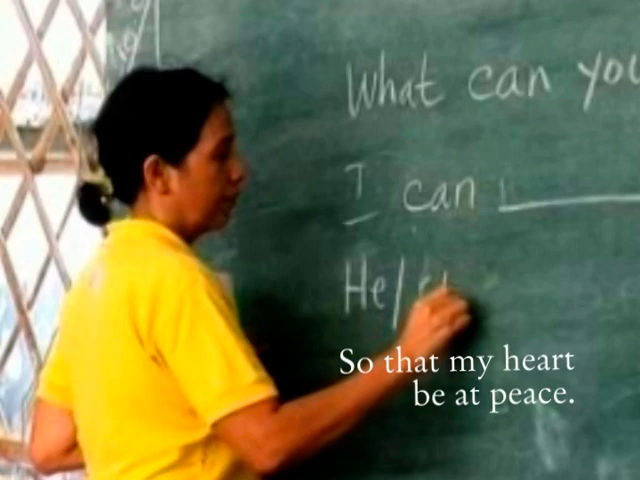 What can you
I can
He/
So that my heart
be at peace.